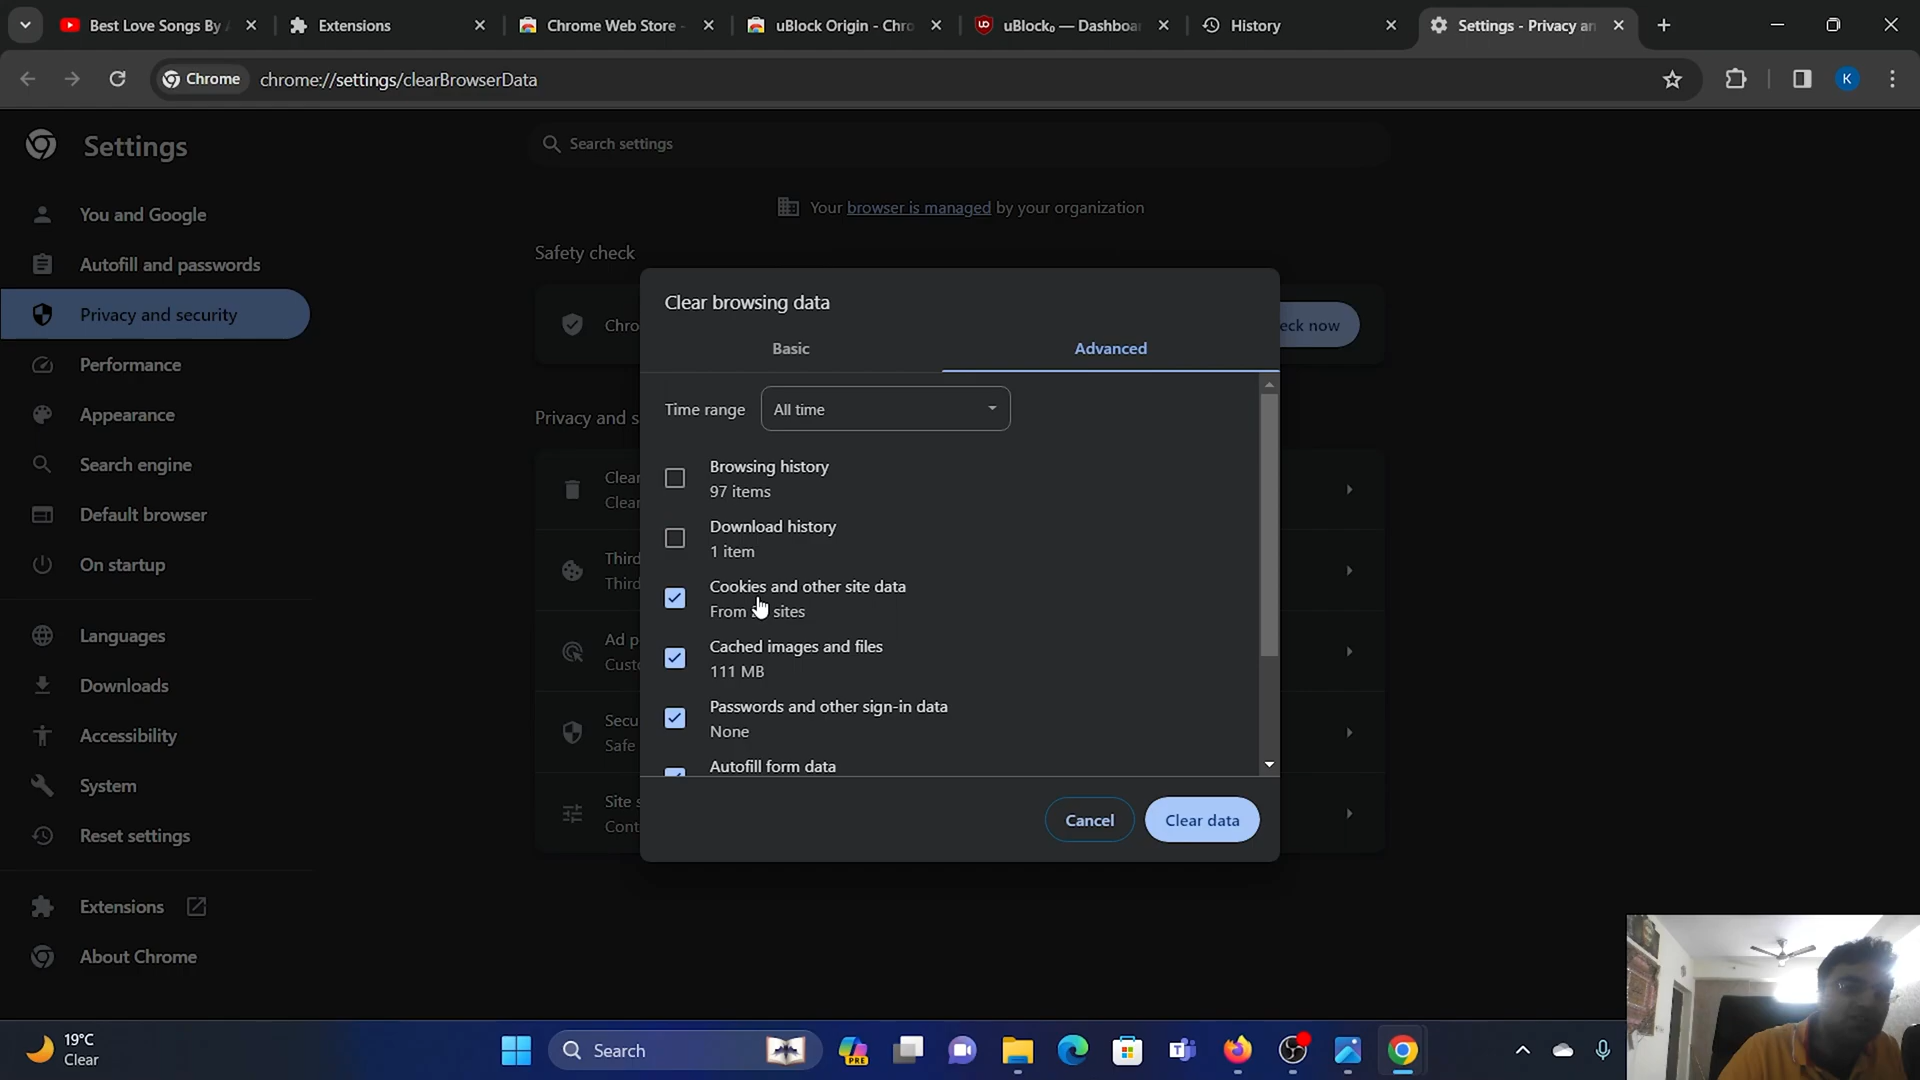 Best Love Songs By
Extensions
Chrome Web Store -
uBlock Origin - Chro
uBlock₀ — Dashboa
History
Settings - Privacy an
Chrome
chrome://settings/clearBrowserData
K
Settings
Search settings
Your browser is managed by your organization
You and Google
Autofill and passwords
Privacy and security
Performance
Appearance
Search engine
Default browser
On startup
Languages
Downloads
Accessibility
System
Reset settings
Extensions
About Chrome
Safety check
Chro
eck now
Privacy and s
Clear
Clear
Third
Third
Ad p
Custo
Secu
Safe
Site s
Cont
Clear browsing data
Basic
Advanced
Time range
All time
Browsing history
97 items
Download history
1 item
Cookies and other site data
From sites
Cached images and files
111 MB
Passwords and other sign-in data
None
Autofill form data
Cancel
Clear data
19°C
Clear
Search
PRE